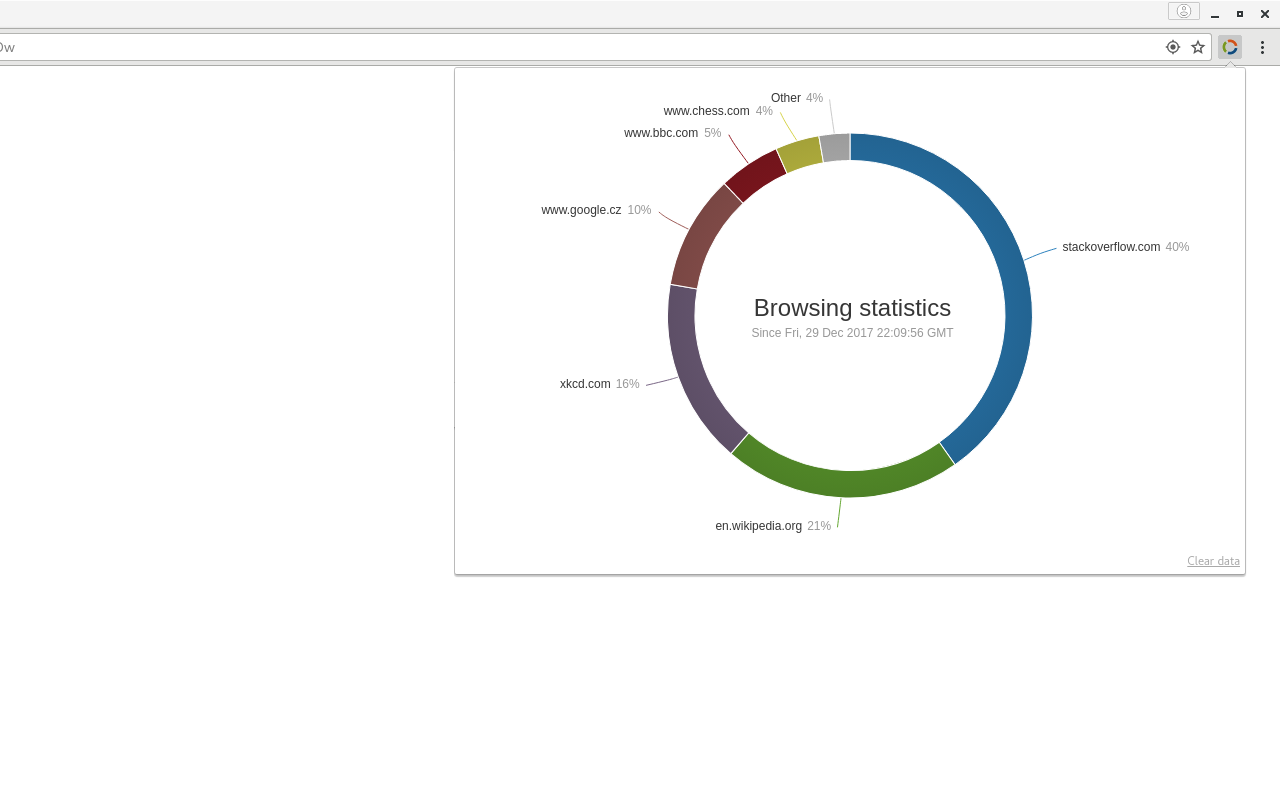 Other 4%
www.chess.com 4%
www.bbc.com 5%
www.google.cz 10%
stackoverflow.com 40%
Browsing statistics
Since Fri, 29 Dec 2017 22:09:56 GMT
xkcd.com 16%
en.wikipedia.org 21%
Clear data